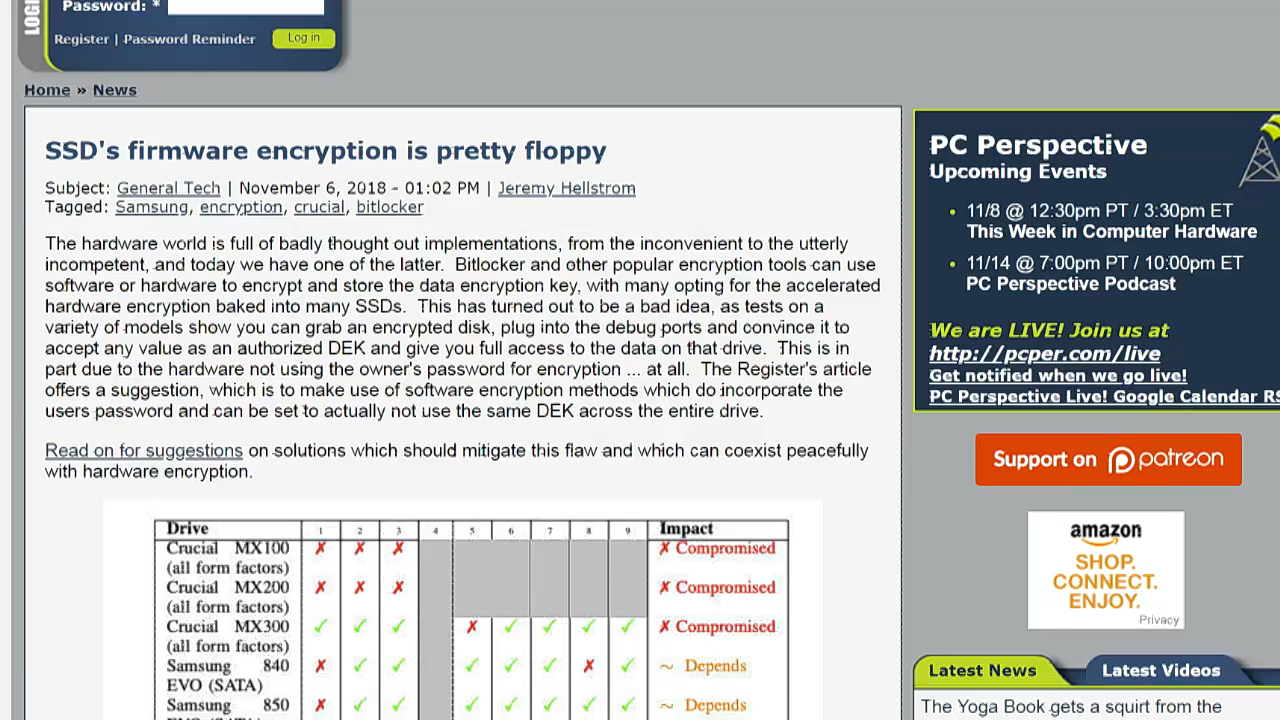 LOGI
Password: *
Register | Password Reminder
Log in
Home » News
SSD's firmware encryption is pretty floppy
Subject: General Tech | November 6, 2018 - 01:02 PM | Jeremy Hellstrom
Tagged: Samsung, encryption, crucial, bitlocker
The hardware world is full of badly thought out implementations, from the inconvenient to the utterly
incompetent, and today we have one of the latter. Bitlocker and other popular encryption tools can use
software or hardware to encrypt and store the data encryption key, with many opting for the accelerated
hardware encryption baked into many SSDs. This has turned out to be a bad idea, as tests on a
variety of models show you can grab an encrypted disk, plug into the debug ports and convince it to
accept any value as an authorized DEK and give you full access to the data on that drive. This is in
part due to the hardware not using the owner's password for encryption ... at all. The Register's article
offers a suggestion, which is to make use of software encryption methods which do incorporate the
users password and can be set to actually not use the same DEK across the entire drive.
Read on for suggestions on solutions which should mitigate this flaw and which can coexist peacefully
with hardware encryption.
Drive 1 2 3 4 5 6 7 8 9 Impact
Crucial MX100 ✗ ✗ ✗ ✗ Compromised
(all form factors)
Crucial MX200 ✗ ✗ ✗ ✗ Compromised
(all form factors)
Crucial MX300 ✓ ✓ ✓ ✗ ✓ ✓ ✓ ✓ ✗ Compromised
(all form factors)
Samsung 840 ✗ ✓ ✓ ✓ ✓ ✓ ✗ ✓ ~ Depends
EVO (SATA)
Samsung 850 ✗ ✓ ✓ ✓ ✓ ✓ ✓ ✓ ~ Depends
PC Perspective
Upcoming Events
• 11/8 @ 12:30pm PT / 3:30pm ET
This Week in Computer Hardware
• 11/14 @ 7:00pm PT / 10:00pm ET
PC Perspective Podcast
We are LIVE! Join us at
http://pcper.com/live
Get notified when we go live!
PC Perspective Live! Google Calendar RS
Support on patreon
amazon
SHOP.
CONNECT.
ENJOY.
Privacy
Latest News
Latest Videos
The Yoga Book gets a squirt from the